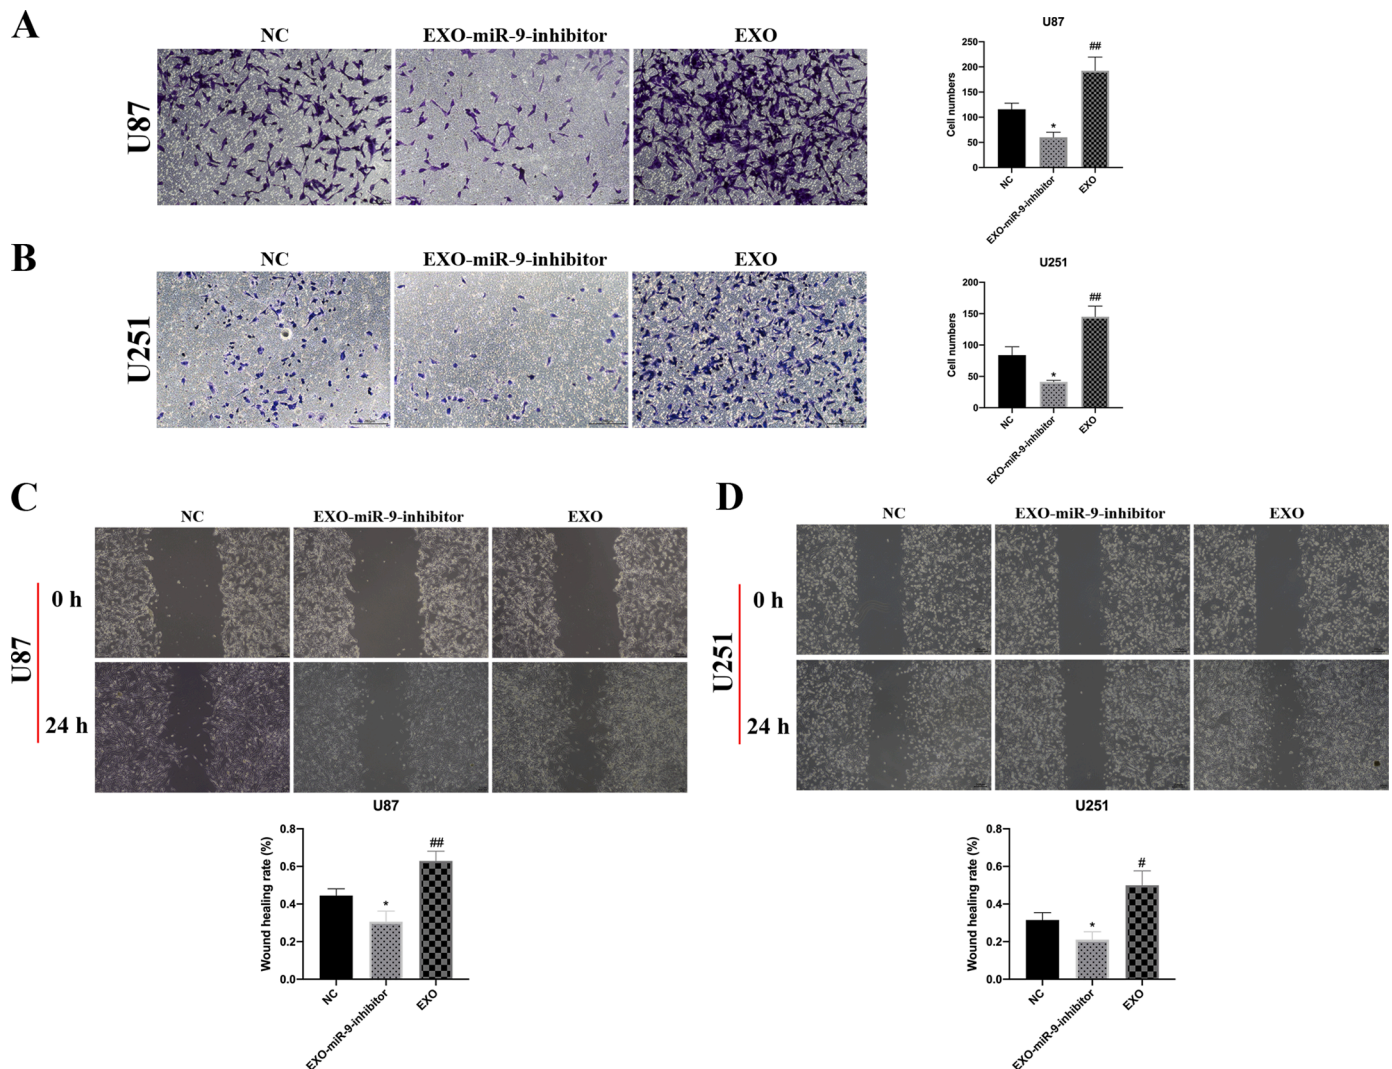 A
NC
EXO-miR-9-inhibitor
EXO
U87
U87
Cell numbers
250
200
150
100
50
0
*
##
NC
EXO-miR-9-inhibitor
EXO
B
NC
EXO-miR-9-inhibitor
EXO
U251
U251
Cell numbers
200
150
100
50
0
*
##
NC
EXO-miR-9-inhibitor
EXO
C
NC
EXO-miR-9-inhibitor
EXO
U87
0 h
24 h
U87
Wound healing rate (%)
0.8
0.6
0.4
0.2
0.0
*
##
NC
EXO-miR-9-inhibitor
EXO
D
NC
EXO-miR-9-inhibitor
EXO
U251
0 h
24 h
U251
Wound healing rate (%)
0.8
0.6
0.4
0.2
0.0
*
#
NC
EXO-miR-9-inhibitor
EXO